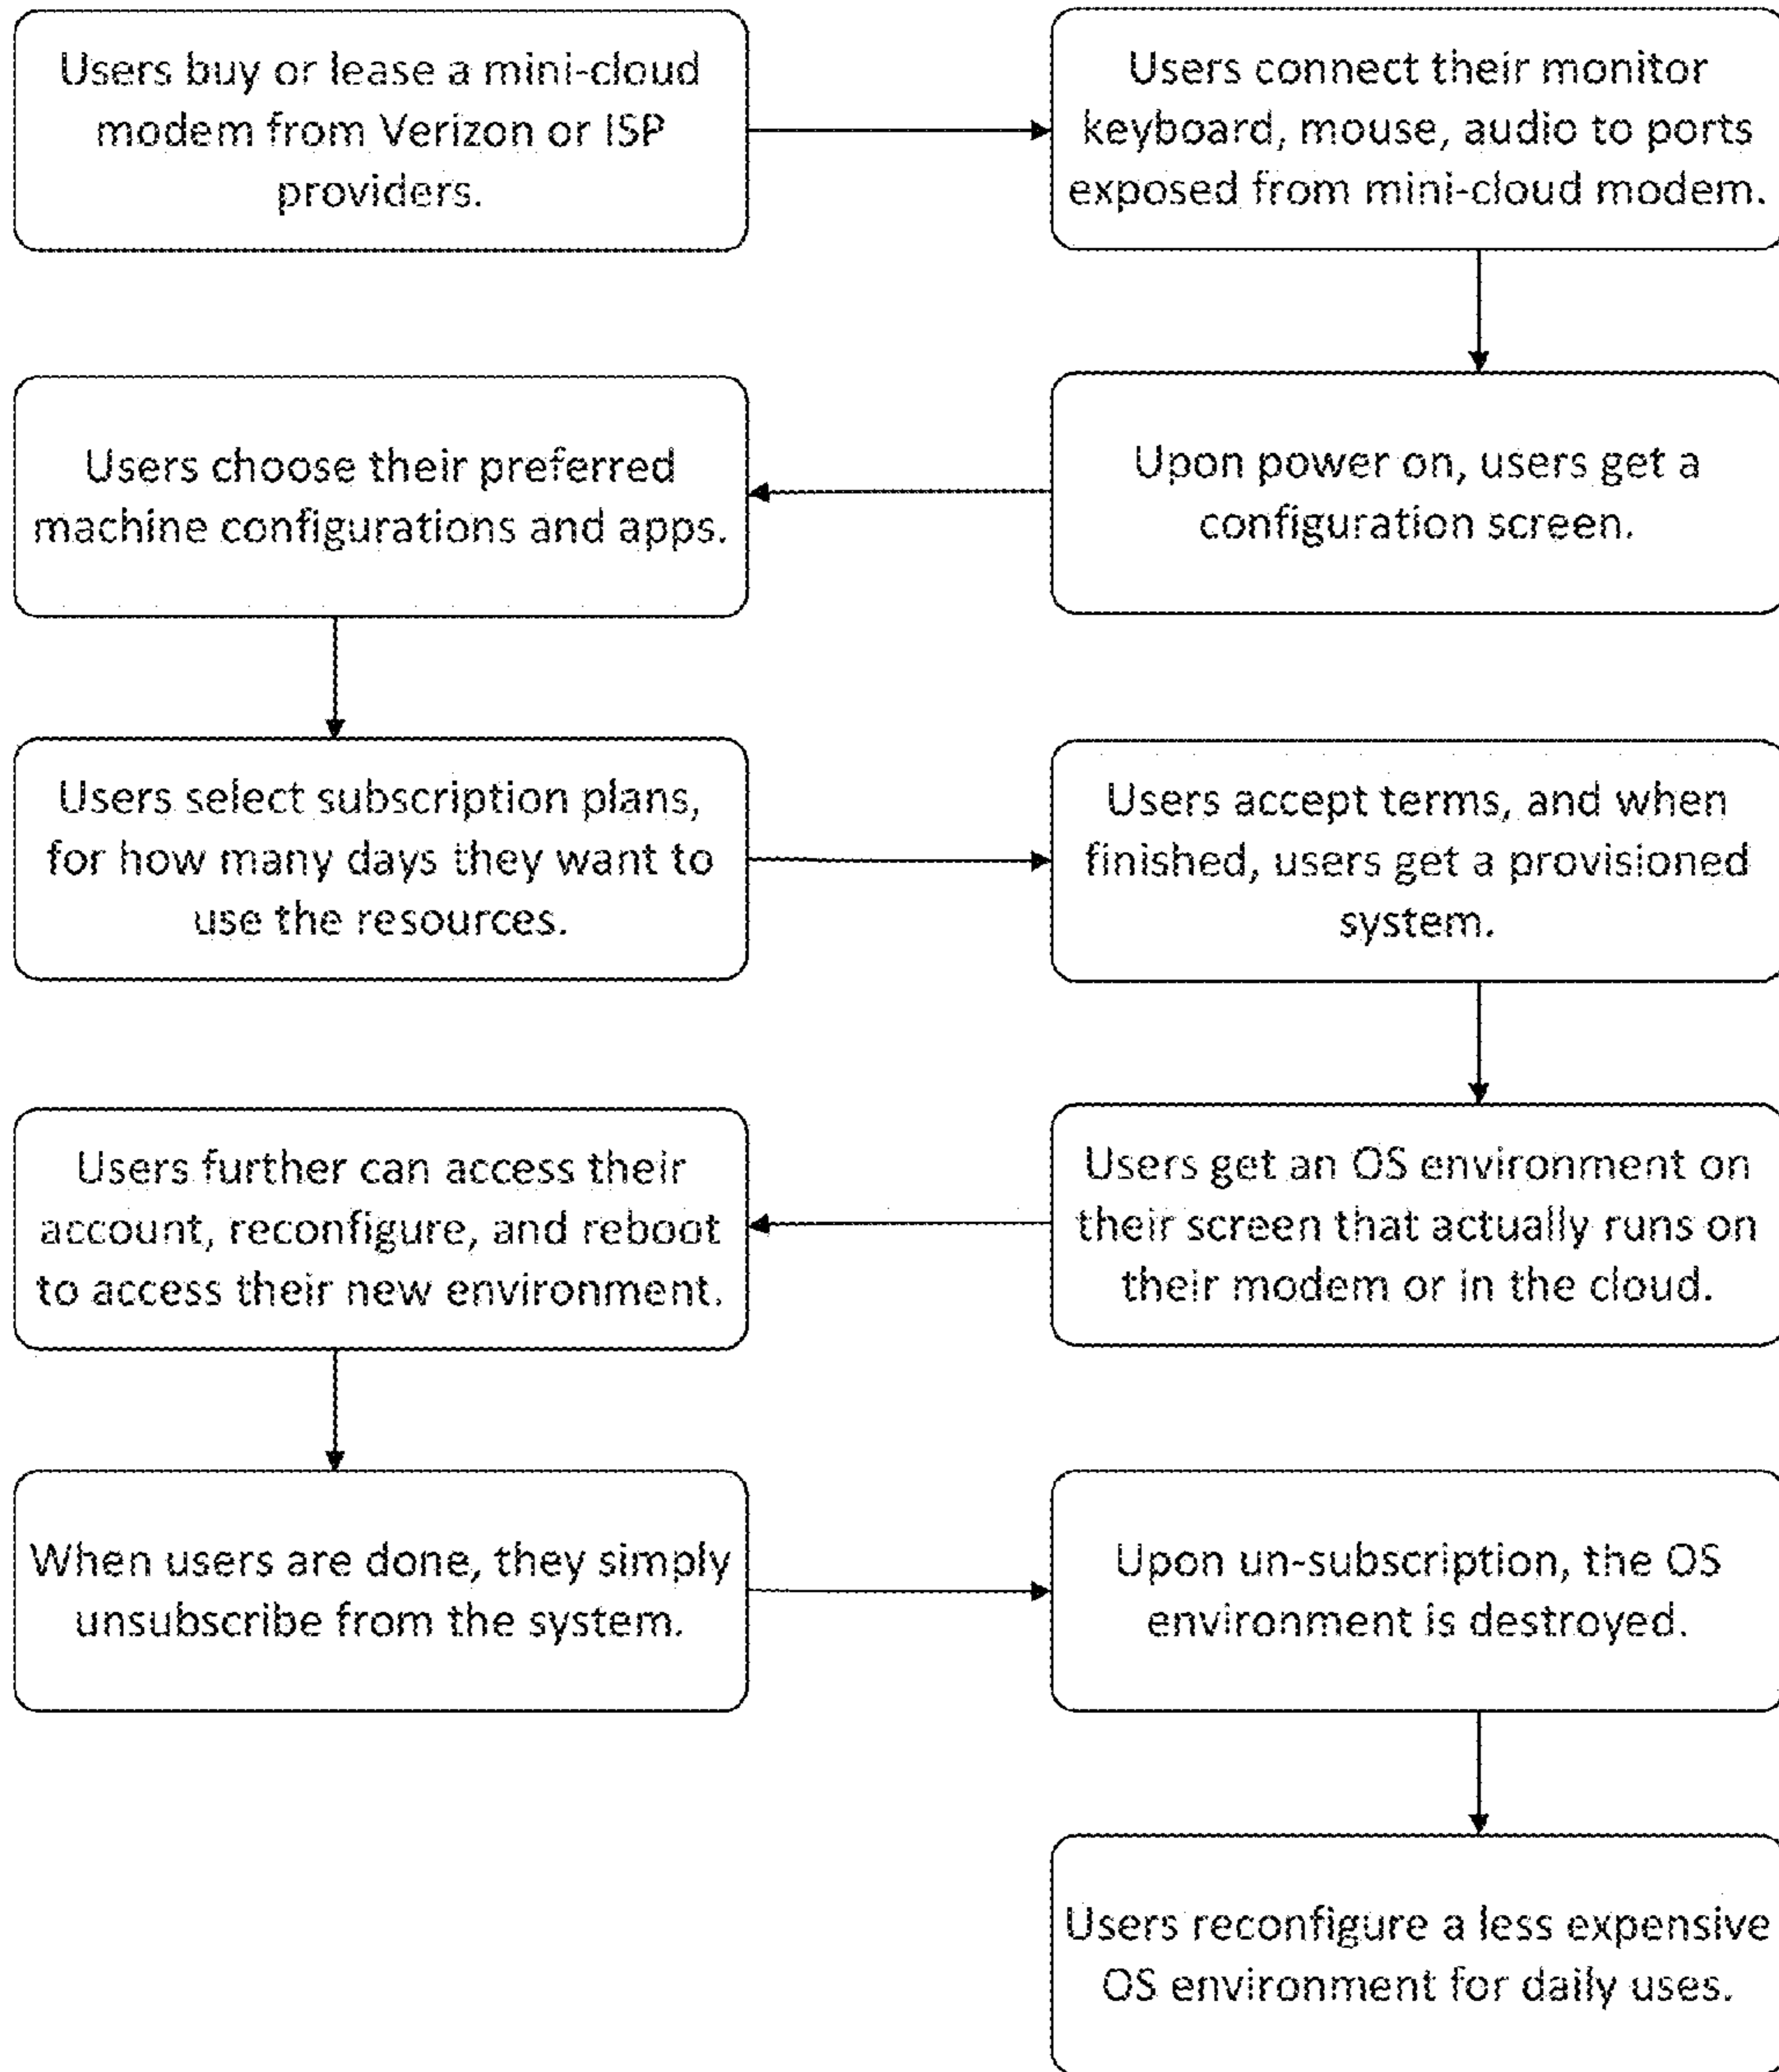 Users buy or lease a mini-cloud
modem from Verizon or ISP
providers.
Users connect their monitor
keyboard, mouse, audio to ports
exposed from mini-cloud modem.
Upon power on, users get a
configuration screen.
Users choose their preferred
machine configurations and apps.
Users select subscription plans,
for how many days they want to
use the resources.
Users accept terms, and when
finished, users get a provisioned
system.
Users get an OS environment on
their screen that actually runs on
their modem or in the cloud.
Users further can access their
account, reconfigure, and reboot
to access their new environment.
When users are done, they simply
unsubscribe from the system.
Upon un-subscription, the OS
environment is destroyed.
Users reconfigure a less expensive
OS environment for daily uses.